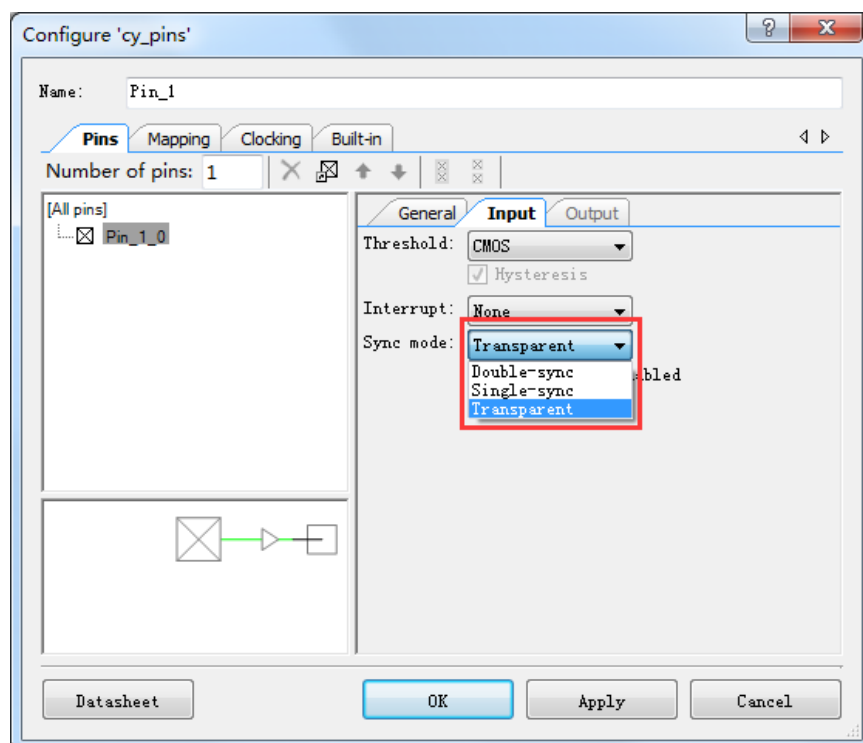 Configure 'cy_pins'
Name: Pin_1
Pins Mapping Clocking Built-in
Number of pins: 1
[All pins]
Pin_1_0
General Input Output
Threshold: CMOS
Hysteresis
Interrupt: None
Sync mode: Transparent
Double-sync
Single-sync
Transparent
Datasheet OK Apply Cancel